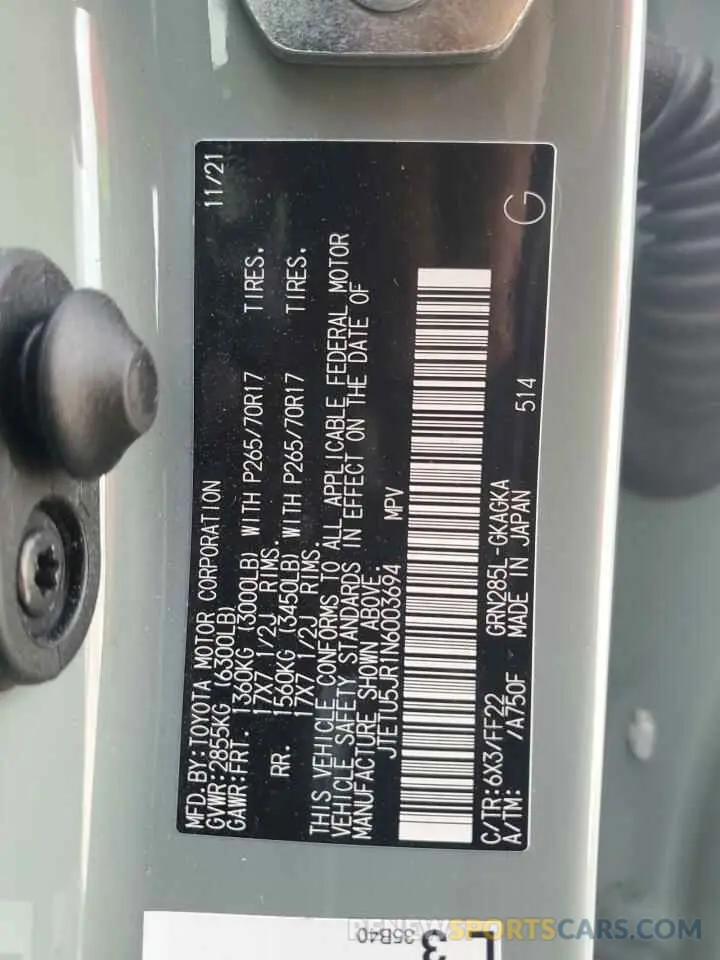 MFD.BY:TOYOTA MOTOR CORPORATION 11/21
GVWR:2855KG (6300LB)
GAWR:FRT. 1360KG (3000LB) WITH P265/70R17 TIRES.
17X7 1/2J RIMS.
RR. 1560KG (3450LB) WITH P265/70R17 TIRES.
17X7 1/2J RIMS.
THIS VEHICLE CONFORMS TO ALL APPLICABLE FEDERAL MOTOR
VEHICLE SAFETY STANDARDS IN EFFECT ON THE DATE OF
MANUFACTURE SHOWN ABOVE.
JTETU5JR1N6003694 MPV
C/TR:6X3/FF22 GRN285L-GKAGKA
A/TM: /A750F MADE IN JAPAN 514
G
35B40
3
RENEWSPORTSCARS.COM